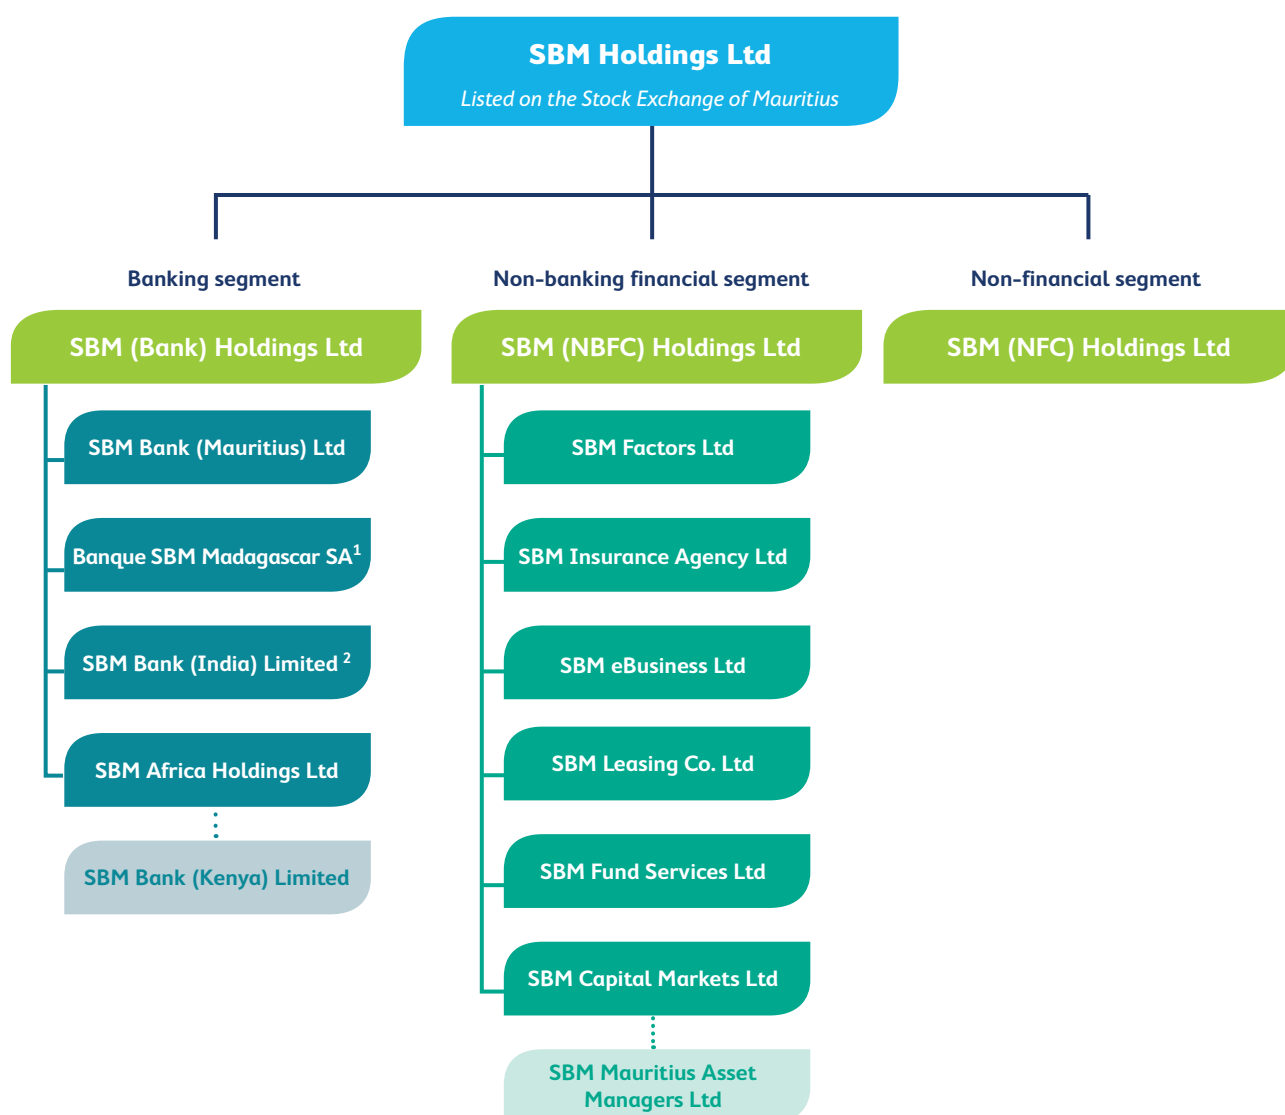 SBM Holdings Ltd
Listed on the Stock Exchange of Mauritius
Banking segment
SBM (Bank) Holdings Ltd
SBM Bank (Mauritius) Ltd
Banque SBM Madagascar SA¹
SBM Bank (India) Limited ²
SBM Africa Holdings Ltd
SBM Bank (Kenya) Limited
Non-banking financial segment
SBM (NBFC) Holdings Ltd
SBM Factors Ltd
SBM Insurance Agency Ltd
SBM eBusiness Ltd
SBM Leasing Co. Ltd
SBM Fund Services Ltd
SBM Capital Markets Ltd
SBM Mauritius Asset
Managers Ltd
Non-financial segment
SBM (NFC) Holdings Ltd